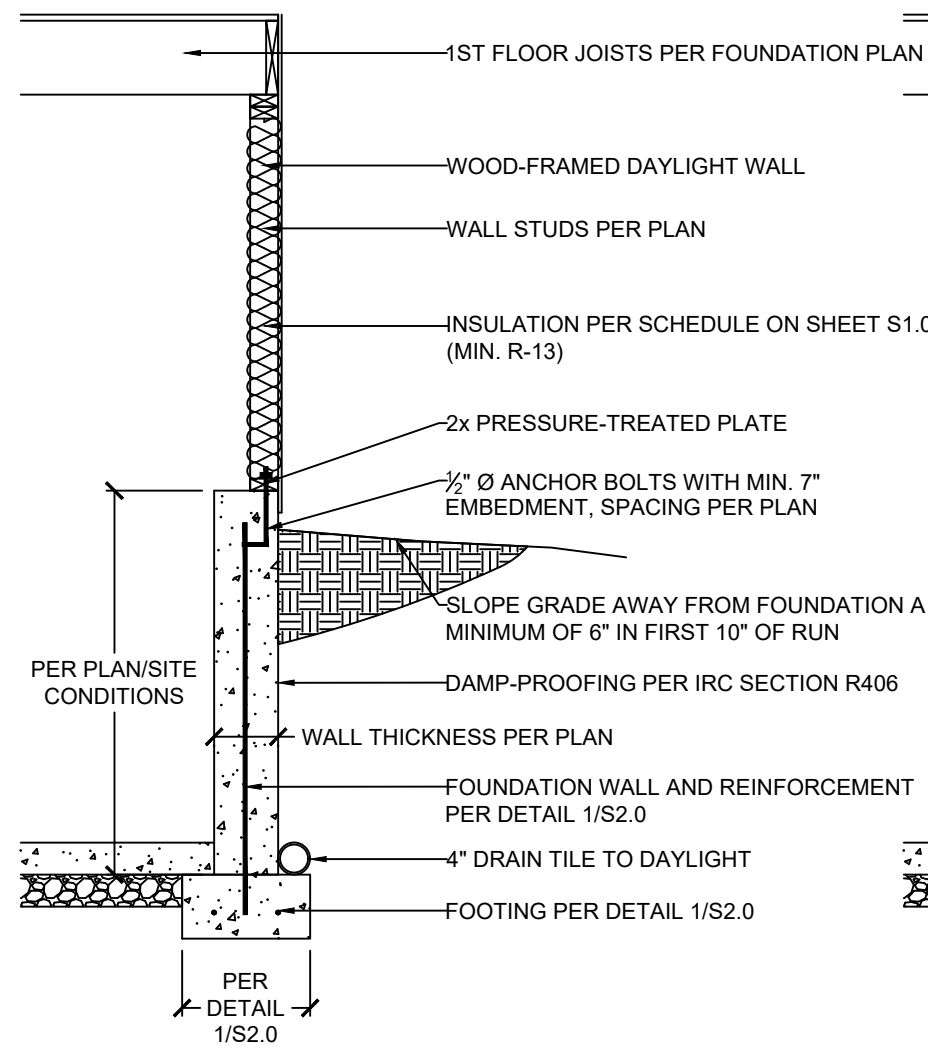 1ST FLOOR JOISTS PER FOUNDATION PLAN
WOOD-FRAMED DAYLIGHT WALL
WALL STUDS PER PLAN
INSULATION PER SCHEDULE ON SHEET S1.0
(MIN. R-13)
2x PRESSURE-TREATED PLATE
½" Ø ANCHOR BOLTS WITH MIN. 7"
EMBEDMENT, SPACING PER PLAN
SLOPE GRADE AWAY FROM FOUNDATION A
MINIMUM OF 6" IN FIRST 10" OF RUN
PER PLAN/SITE
CONDITIONS
DAMP-PROOFING PER IRC SECTION R406
WALL THICKNESS PER PLAN
FOUNDATION WALL AND REINFORCEMENT
PER DETAIL 1/S2.0
4" DRAIN TILE TO DAYLIGHT
FOOTING PER DETAIL 1/S2.0
PER
DETAIL
1/S2.0